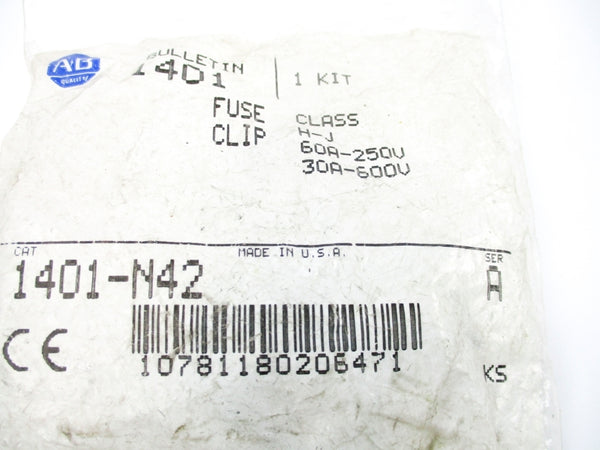 AB
QUALITY
BULLETIN
1401
1 KIT
FUSE
CLIP
CLASS
H-J
60A-250V
30A-600V
CAT
MADE IN U.S.A.
SER
1401-N42
A
CE
10781180206471
KS